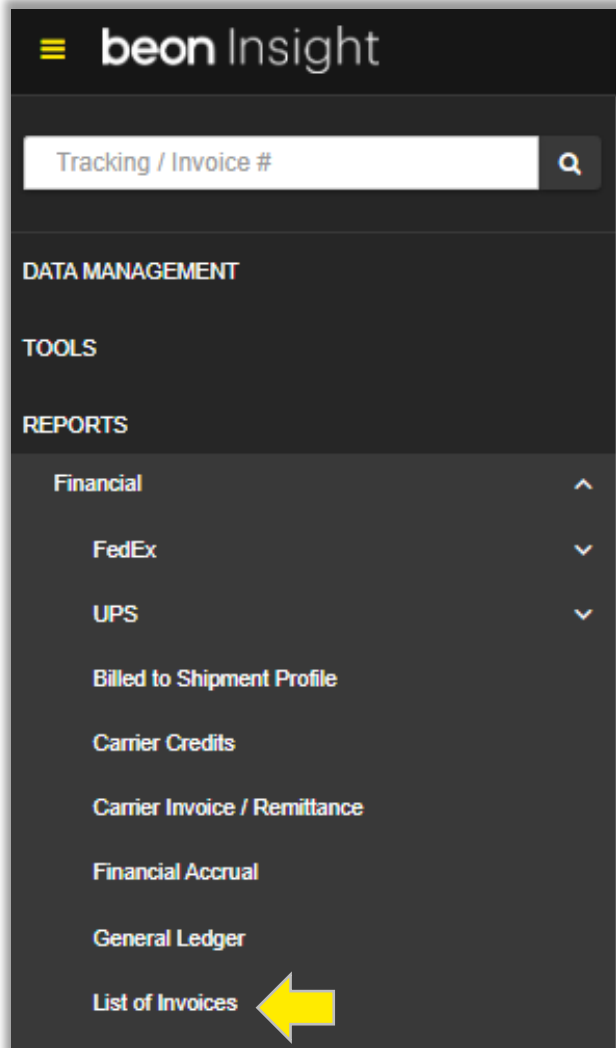 beon Insight
Tracking / Invoice #
DATA MANAGEMENT
TOOLS
REPORTS
Financial
FedEx
UPS
Billed to Shipment Profile
Carrier Credits
Carrier Invoice / Remittance
Financial Accrual
General Ledger
List of Invoices